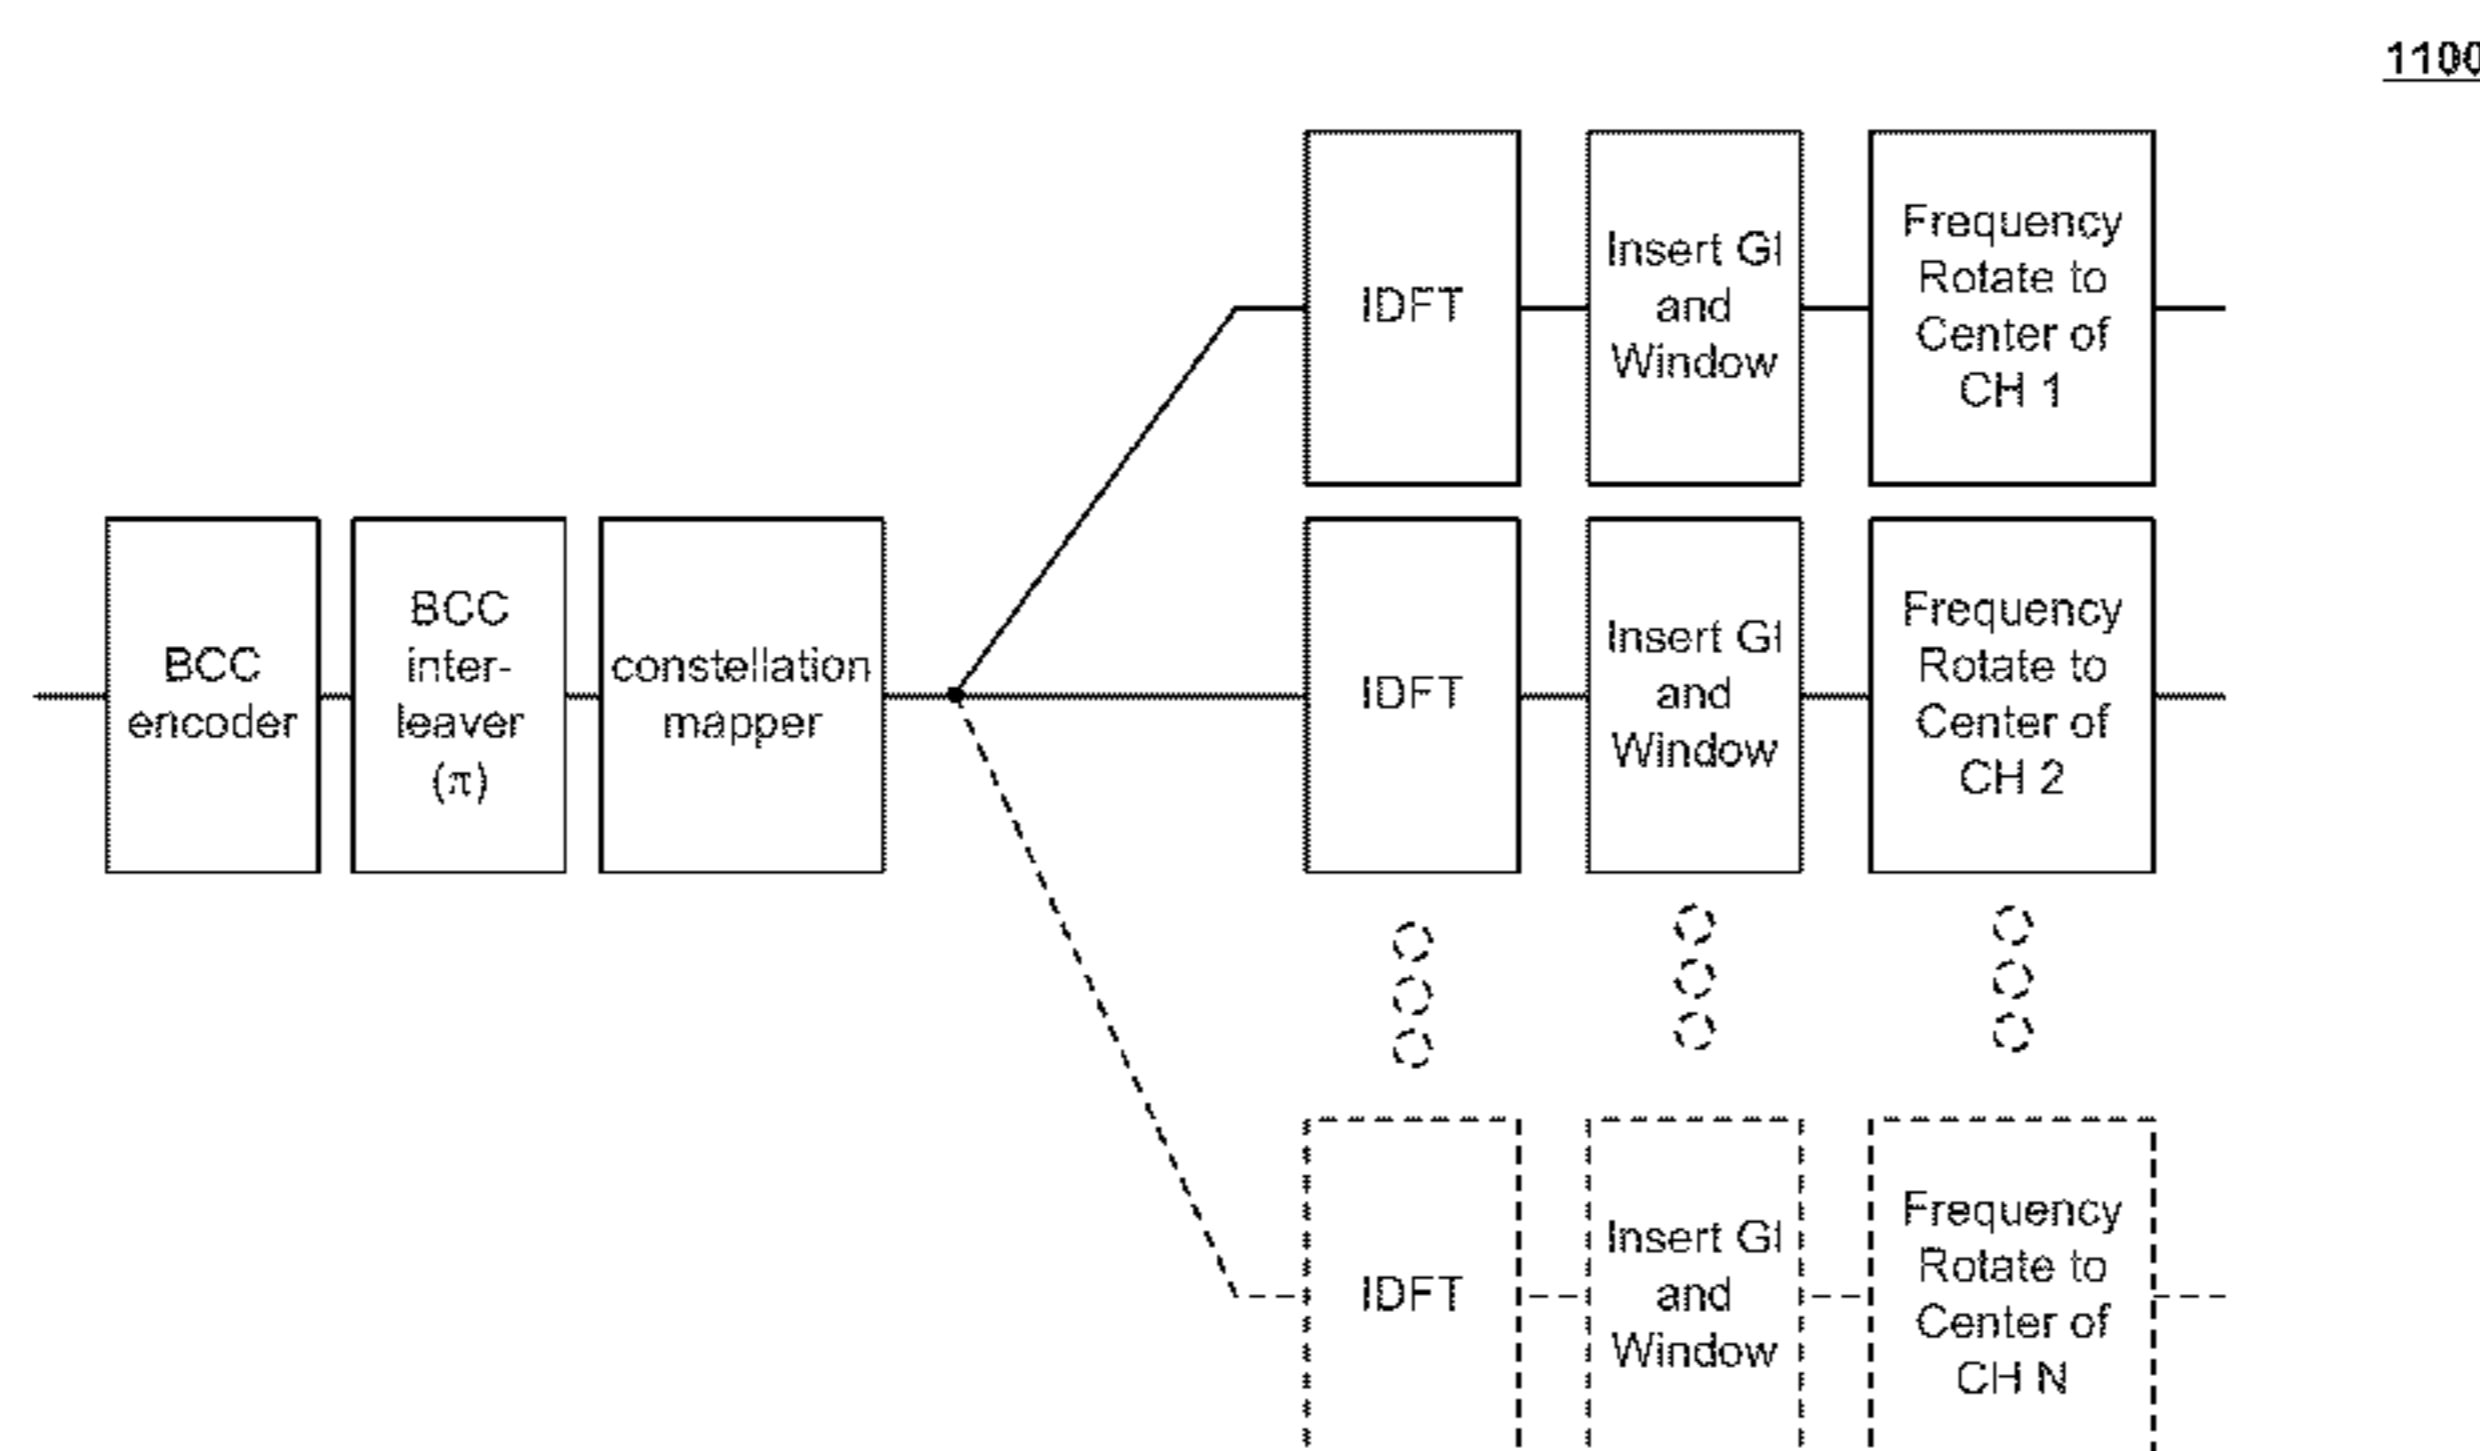 1100
IDFT
Insert GI
and
Window
Frequency
Rotate to
Center of
CH 1
BCC
encoder
BCC
inter-
leaver
(π)
constellation
mapper
IDFT
Insert GI
and
Window
Frequency
Rotate to
Center of
CH 2
IDFT
Insert GI
and
Window
Frequency
Rotate to
Center of
CH N